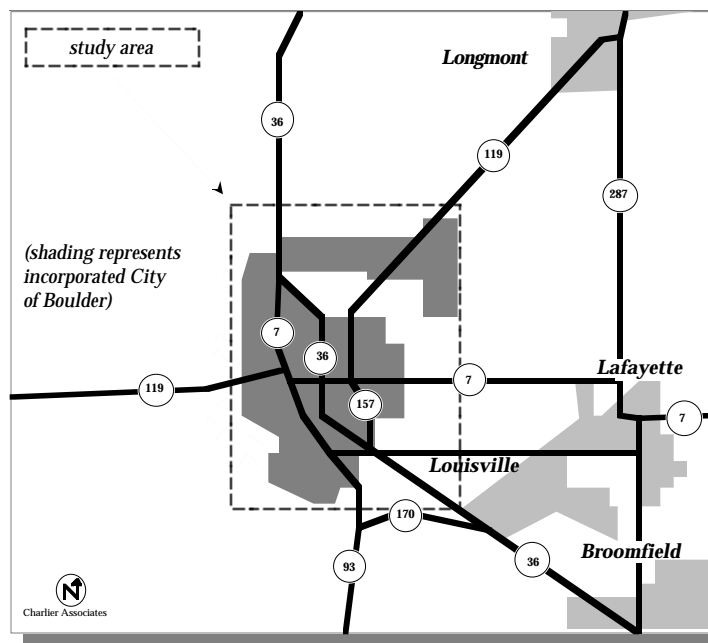 study area
Longmont
36
119
287
(shading represents
incorporated City
of Boulder)
7
36
Lafayette
119
7
157
7
Louisville
170
Broomfield
93
36
N
Charlier Associates